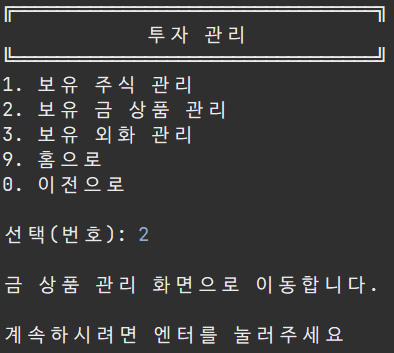 투자 관리
1. 보유 주식 관리
2. 보유 금 상품 관리
3. 보유 외화 관리
9. 홈으로
0. 이전으로
선택(번호): 2
금 상품 관리 화면으로 이동합니다.
계속하시려면 엔터를 눌러주세요